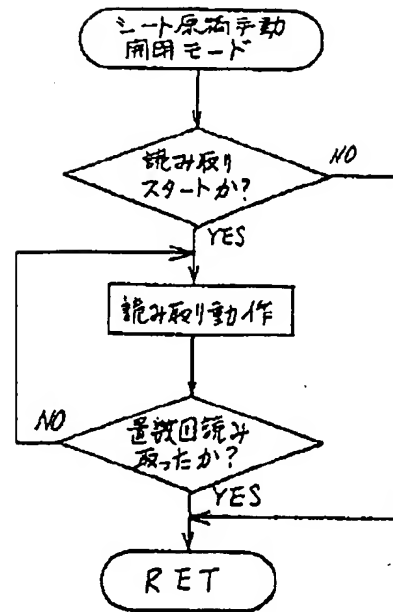 シート原稿手動
開閉モード
読み取り
スタートか?
NO
YES
読み取り動作
置数回読み
取ったか?
NO
YES
RET